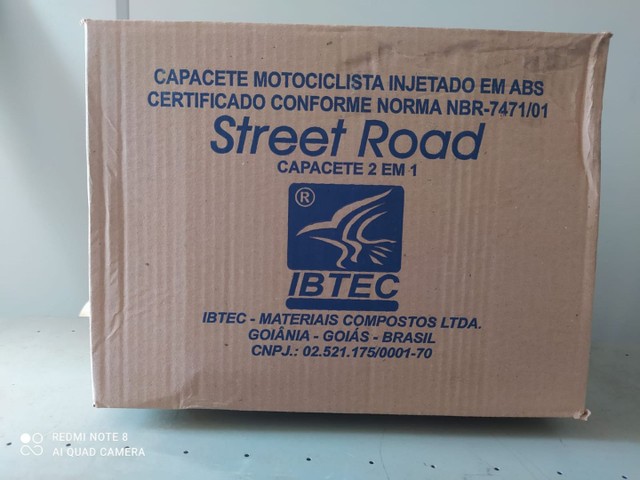 CAPACETE MOTOCICLISTA INJETADO EM ABS
CERTIFICADO CONFORME NORMA NBR-7471/01
Street Road
CAPACETE 2 EM 1
®
IBTEC
IBTEC - MATERIAIS COMPOSTOS LTDA.
GOIÂNIA - GOIÁS - BRASIL
CNPJ.: 02.521.175/0001-70
REDMI NOTE 8
AI QUAD CAMERA